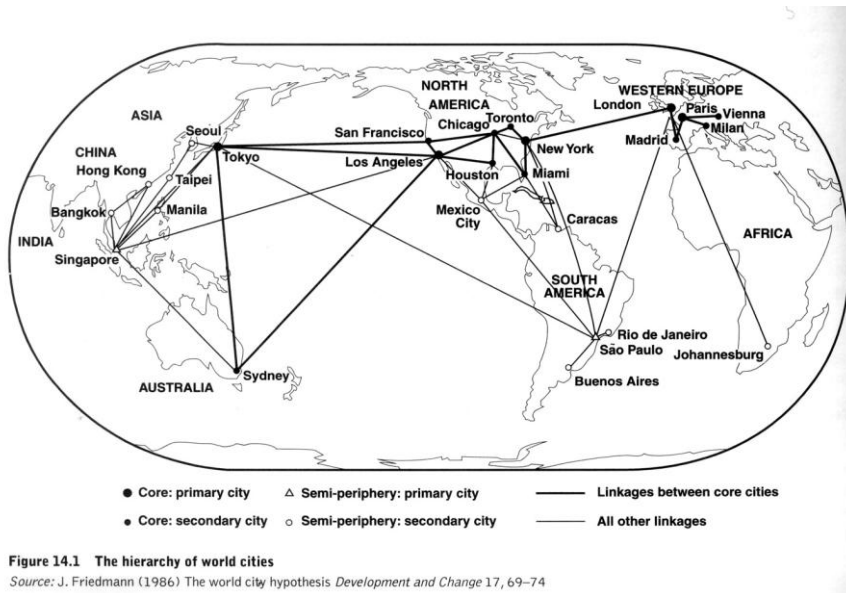 NORTH
AMERICA
WESTERN EUROPE
ASIA
Seoul
Tokyo
CHINA
Hong Kong
Taipei
Bangkok
Manila
INDIA
Singapore
AUSTRALIA
Sydney
San Francisco
Los Angeles
Chicago
Toronto
New York
Houston
Miami
Mexico
City
Caracas
SOUTH
AMERICA
Rio de Janeiro
São Paulo
Buenos Aires
London
Paris
Vienna
Milan
Madrid
AFRICA
Johannesburg
Core: primary city
Semi-periphery: primary city
Linkages between core cities
Core: secondary city
Semi-periphery: secondary city
All other linkages
Figure 14.1 The hierarchy of world cities
Source: J. Friedmann (1986) The world city hypothesis Development and Change 17, 69–74